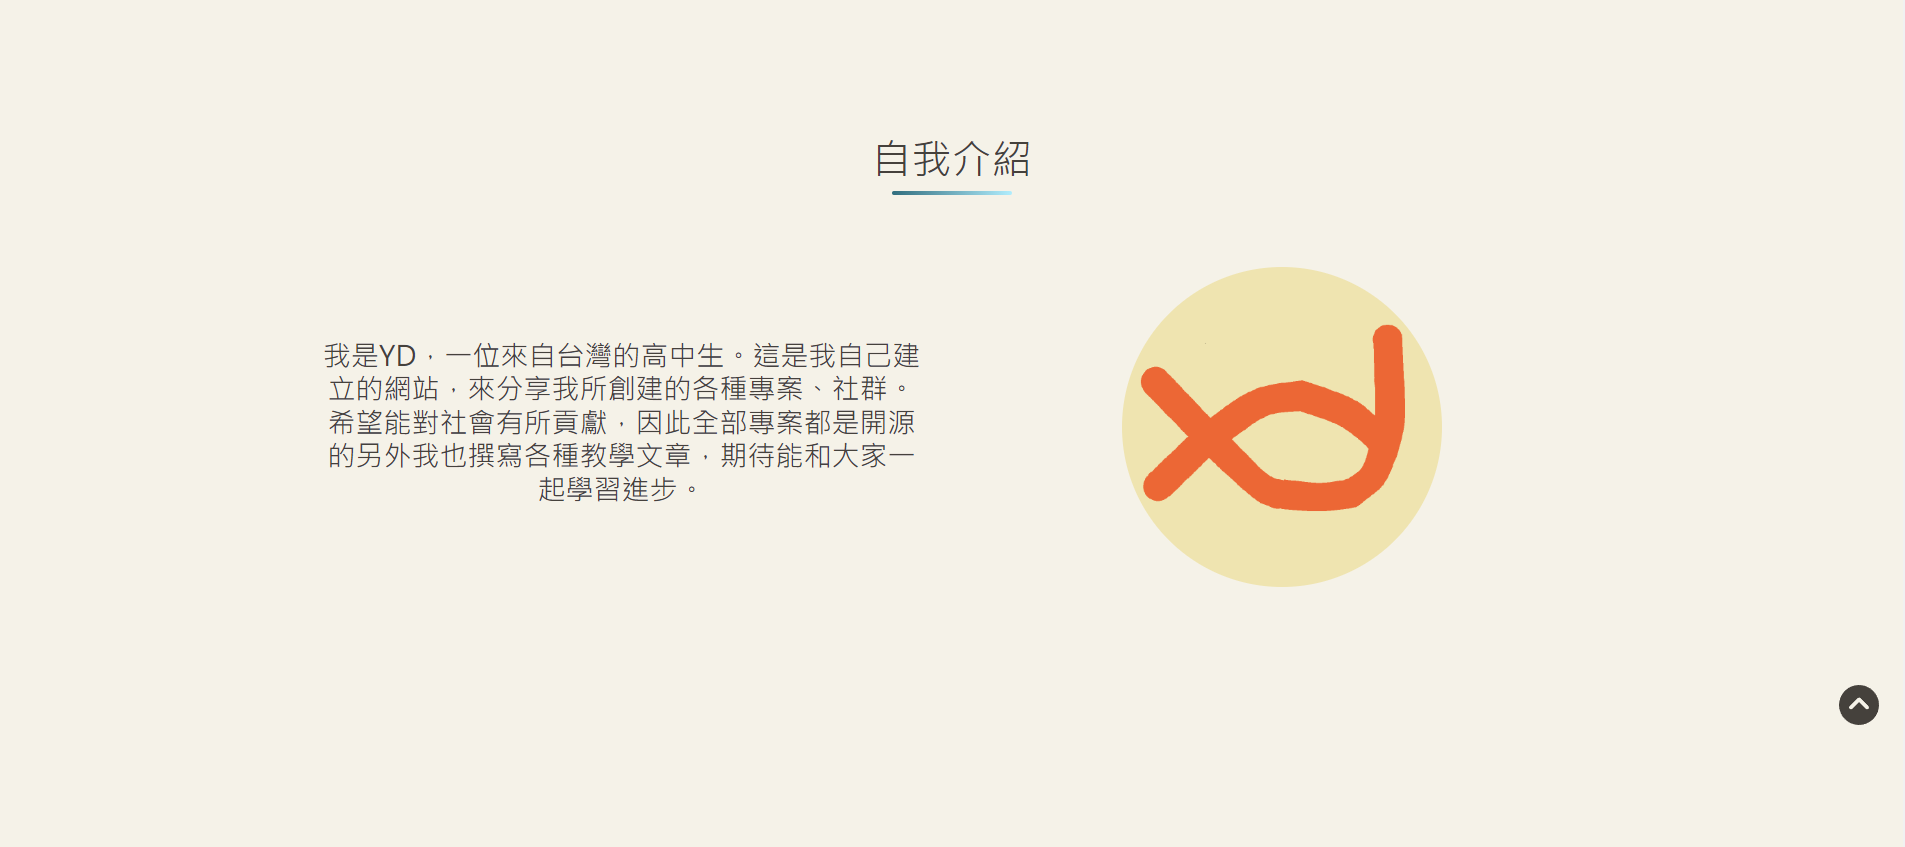 自我介紹
我是YD，一位來自台灣的高中生。這是我自己建
立的網站，來分享我所創建的各種專案、社群。
希望能對社會有所貢獻，因此全部專案都是開源
的另外我也撰寫各種教學文章，期待能和大家一
起學習進步。